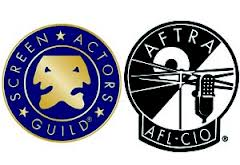 SCREEN ACTORS
GUILD®
AFTRA
AFL-CIO
®